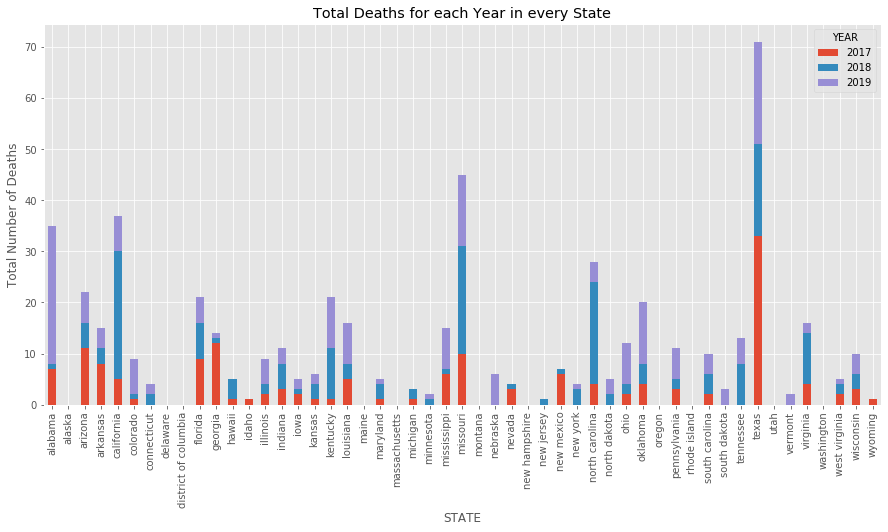 Total Deaths for each Year in every State
YEAR
2017
2018
2019
Total Number of Deaths
70
60
50
40
30
20
10
0
alabama
alaska
arizona
arkansas
california
colorado
connecticut
delaware
district of columbia
florida
georgia
hawaii
idaho
illinois
indiana
iowa
kansas
kentucky
louisiana
maine
maryland
massachusetts
michigan
minnesota
mississippi
missouri
montana
nebraska
nevada
new hampshire
new jersey
new mexico
new york
north carolina
north dakota
ohio
oklahoma
oregon
pennsylvania
rhode island
south carolina
south dakota
tennessee
texas
utah
vermont
virginia
washington
west virginia
wisconsin
wyoming
STATE